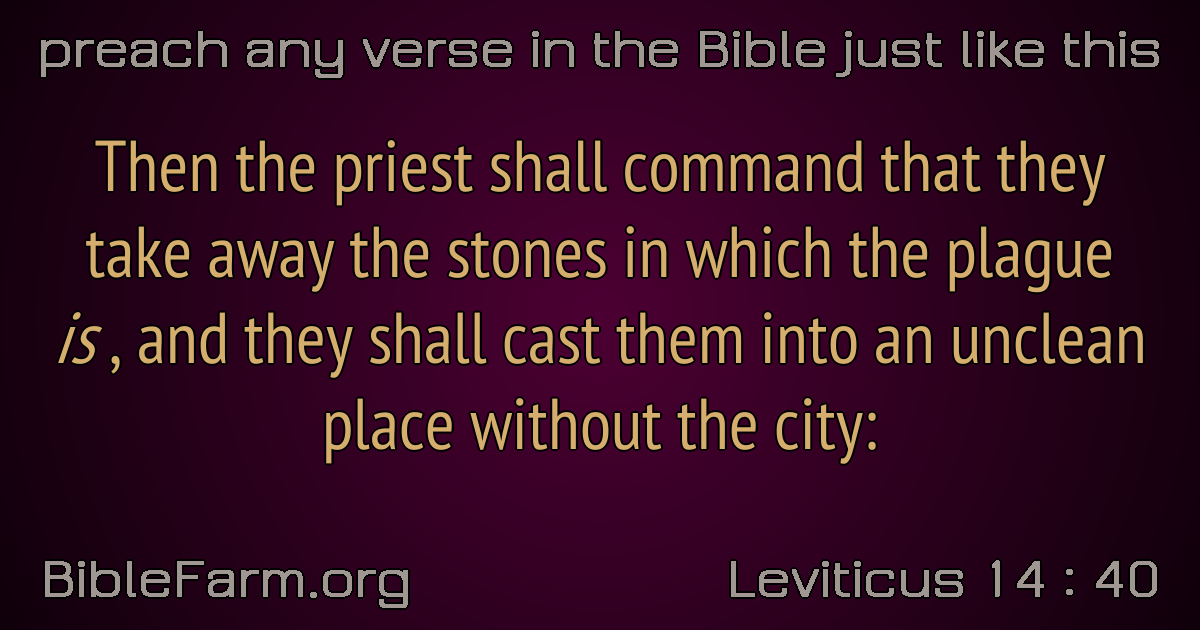 preach any verse in the Bible just like this
Then the priest shall command that they
take away the stones in which the plague
is , and they shall cast them into an unclean
place without the city:
BibleFarm.org
Leviticus 14 : 40